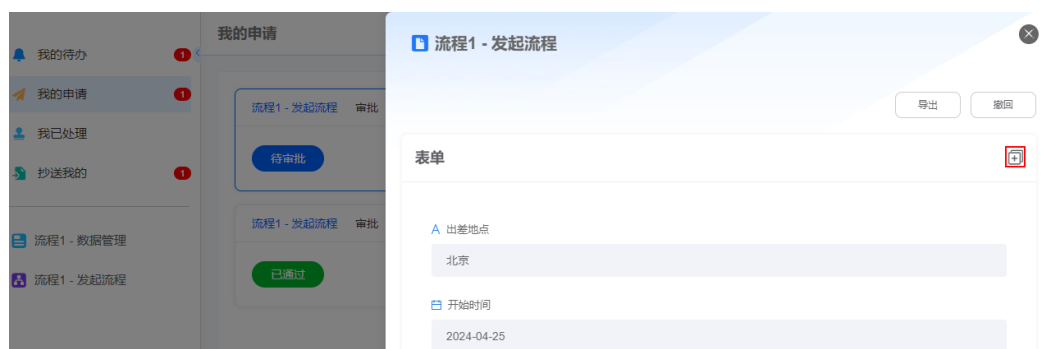 我的待办 1
我的申请 1
我已处理
抄送我的 1
流程1 - 数据管理
流程1 - 发起流程
我的申请
流程1 - 发起流程 审批
待审批
流程1 - 发起流程 审批
已通过
流程1 - 发起流程
导出 撤回
表单
A 出差地点
北京
开始时间
2024-04-25